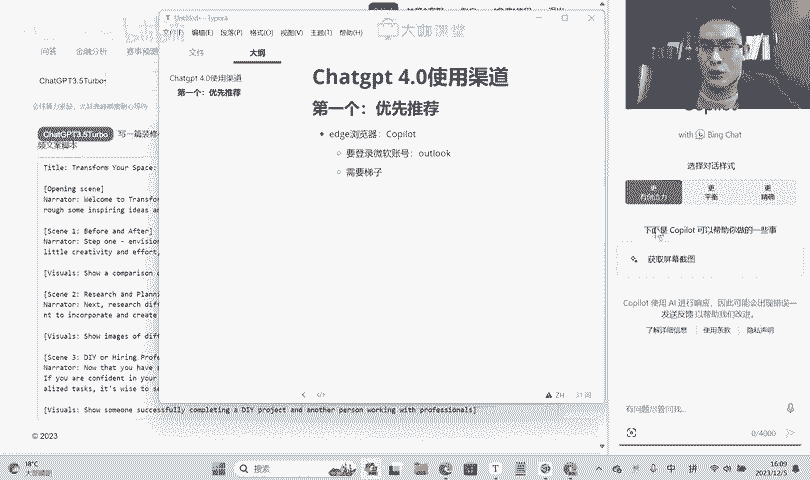 Untitled - Typora
文件(F) 编辑(E) 段落(P) 格式(O) 视图(V) 主题(T) 帮助(H)
大咖课堂
文件 大纲
Chatgpt 4.0使用渠道
第一个：优先推荐
Chatgpt 4.0使用渠道
第一个：优先推荐
edge浏览器：Copilot
要登录微软账号：outlook
需要梯子
ZH 31 词
问答 金融分析
ChatGPT3.5Turbo
ChatGPT3.5Turbo 写一篇装修
频文案脚本
Title: Transform Your Space:
[Opening scene]
Narrator: Welcome to Transfor
rough some inspiring ideas a
[Scene 1: Before and After]
Narrator: Step one - envision
little creativity and effort,
[Visuals: Show a comparison o
[Scene 2: Research and Plann
Narrator: Next, research diff
nt to incorporate and create
[Visuals: Show images of diff
[Scene 3: DIY or Hiring Profe
Narrator: Now that you have
If you are confident in your
alized tasks, it's wise to se
[Visuals: Show someone successfully completing a DIY project and another person working with professionals]
© 2023
with Bing Chat
选择对话样式
更
有创造力
更
平衡
更
精确
下面是 Copilot 可以帮助你做的一些事
获取屏幕截图
Copilot 使用 AI 进行响应，因此可能会出现错误—
发送反馈以帮助我们改进。
了解详细信息 使用条款 隐私声明
有问题尽管问我...
0/4000
18°C
搜索
中 拼
16:09
2023/12/5